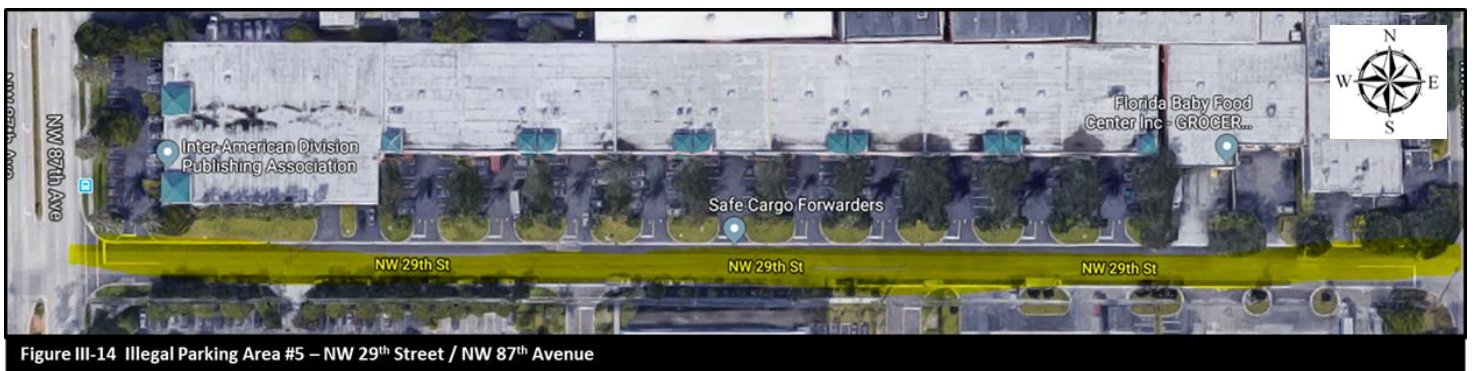 N
W E
S
Florida Baby Food
Center Inc - GROCER...
NW 87th Ave
Inter-American Division
Publishing Association
Safe Cargo Forwarders
NW 29th St
NW 29th St
NW 29th St
Figure III-14 Illegal Parking Area #5 – NW 29th Street / NW 87th Avenue